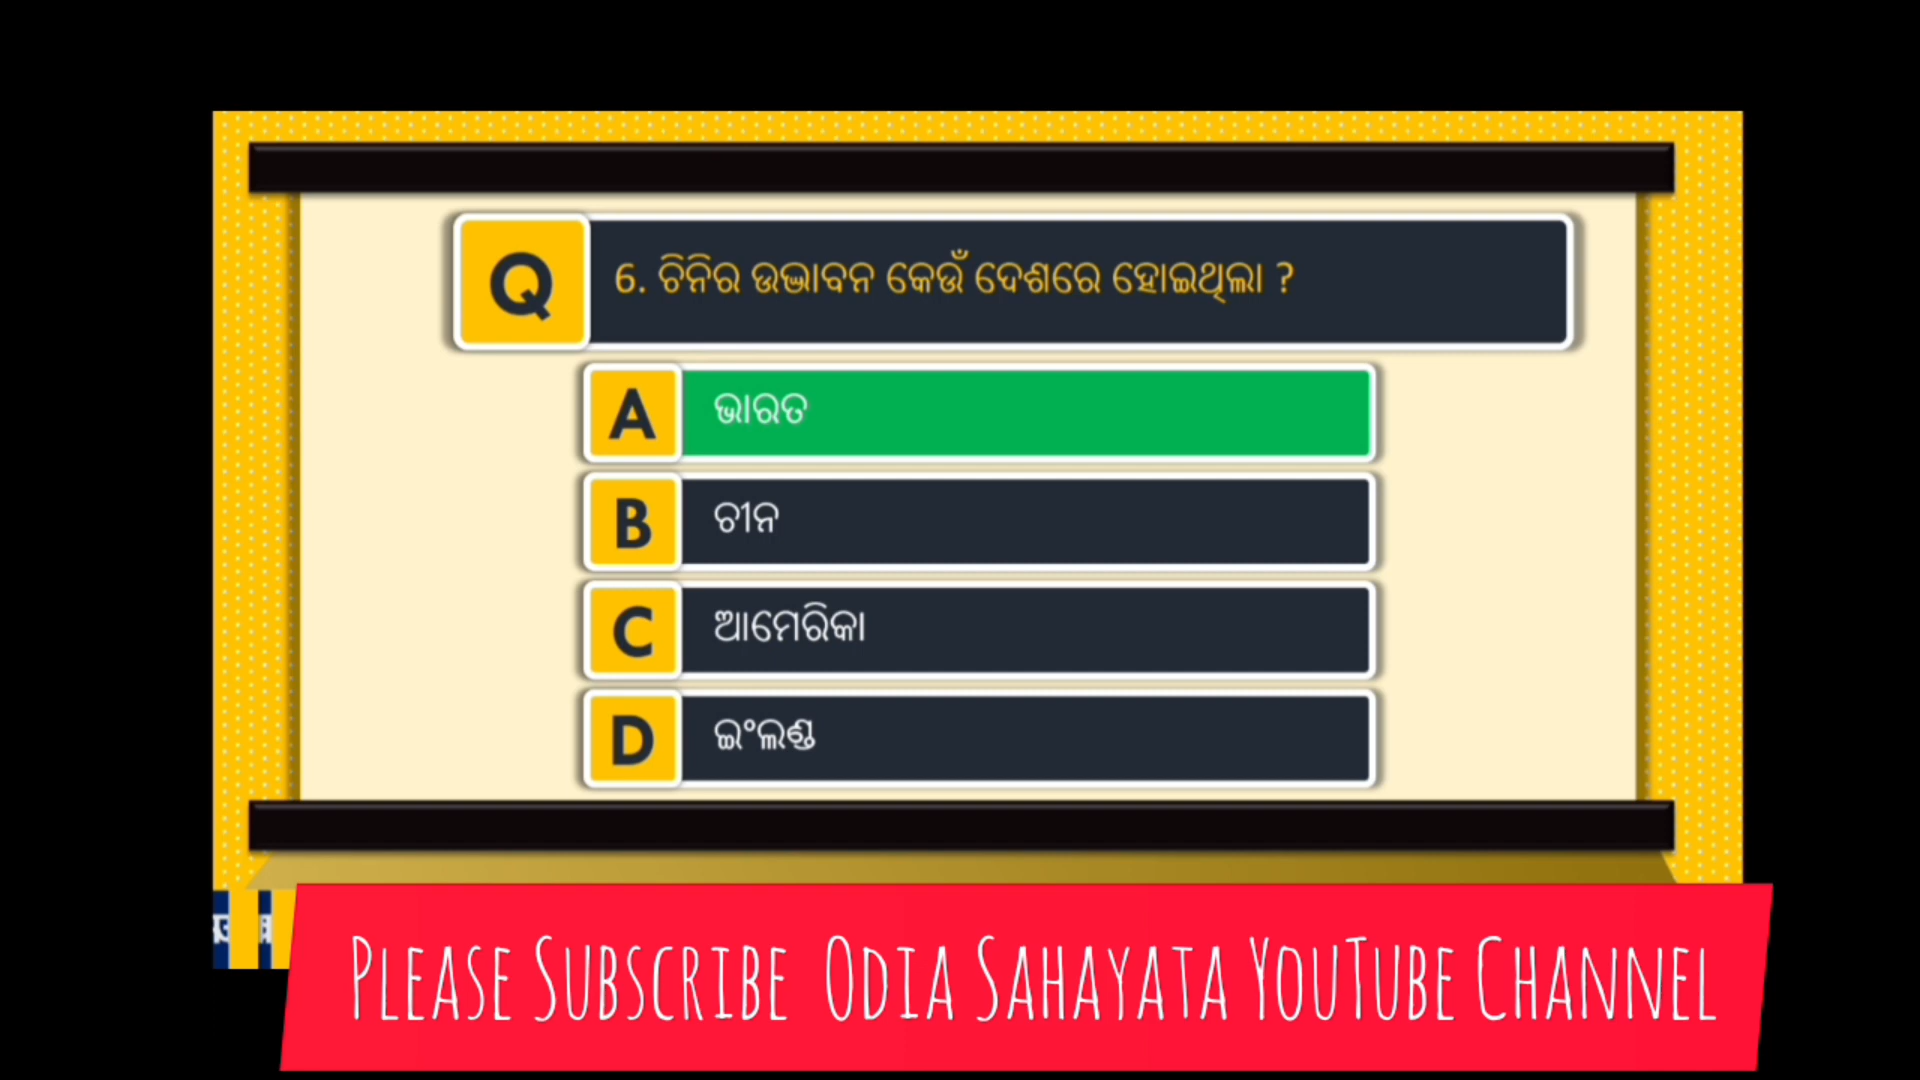 Q
6. ଚିନିର ଉଦ୍ଭାବନ କେଉଁ ଦେଶରେ ହୋଇଥିଲା ?
A ଭାରତ
B ଚୀନ
C ଆମେରିକା
D ଇଂଲଣ୍ଡ
Please Subscribe Odia Sahayata YouTube Channel